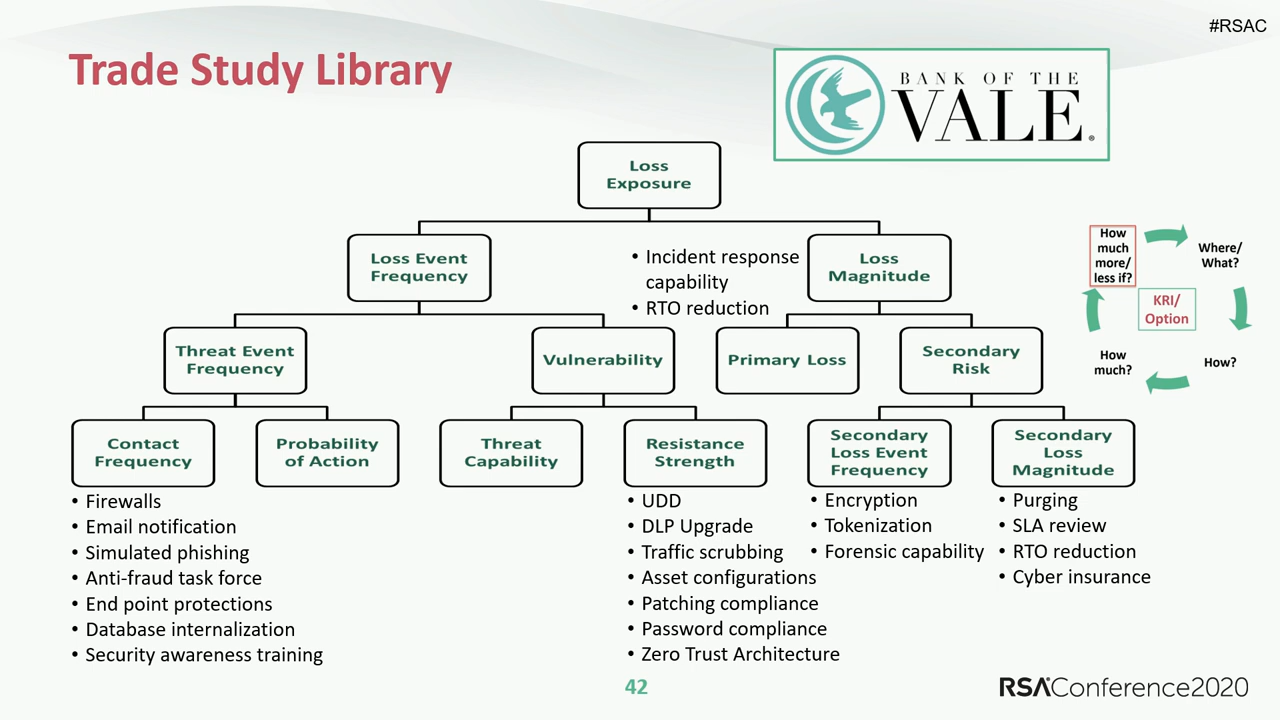 #RSAC
Trade Study Library
BANK OF THE
VALE®
Loss
Exposure
Loss Event
Frequency
• Incident response
capability
• RTO reduction
Loss
Magnitude
How
much
more/
less if?
Where/
What?
KRI/
Option
How
much?
How?
Threat Event
Frequency
Vulnerability
Primary Loss
Secondary
Risk
Contact
Frequency
Probability
of Action
Threat
Capability
Resistance
Strength
Secondary
Loss Event
Frequency
Secondary
Loss
Magnitude
• Firewalls
• Email notification
• Simulated phishing
• Anti-fraud task force
• End point protections
• Database internalization
• Security awareness training
• UDD
• DLP Upgrade
• Traffic scrubbing
• Asset configurations
• Patching compliance
• Password compliance
• Zero Trust Architecture
• Encryption
• Tokenization
• Forensic capability
• Purging
• SLA review
• RTO reduction
• Cyber insurance
42
RSAConference2020